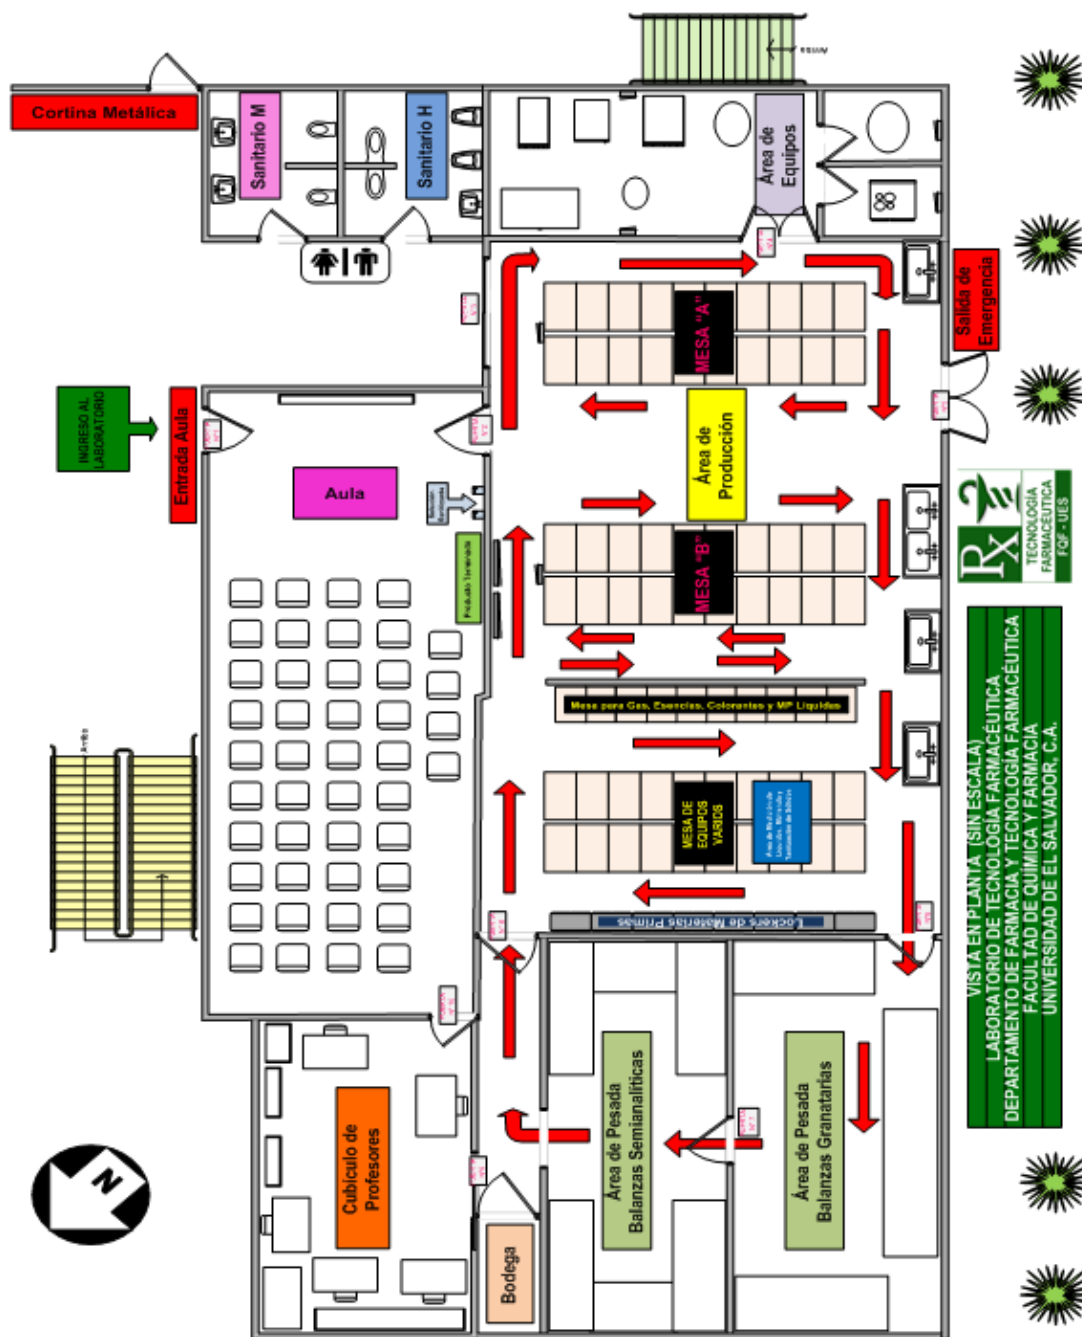 Arriba
Cortina Metálica
Sanitario M
Sanitario H
Área de
Equipos
INGRESO AL
LABORATORIO
Entrada Aula
Salida de
Emergencia
MESA "A"
Aula
Área de
Producción
Producto Terminado
MESA "B"
Rx
TECNOLOGÍA
FARMACÉUTICA
FQF - UES
Mesa para Gas, Esencias, Colorantes y MP Líquidas
Arriba
MESA DE
EQUIPOS
VARIOS
Lockers de Materias Primas
VISTA EN PLANTA (SIN ESCALA)
LABORATORIO DE TECNOLOGÍA FARMACÉUTICA
DEPARTAMENTO DE FARMACIA Y TECNOLOGÍA FARMACÉUTICA
FACULTAD DE QUÍMICA Y FARMACIA
UNIVERSIDAD DE EL SALVADOR, C.A.
Cubículo de
Profesores
Área de Pesada
Balanzas Semianalíticas
Área de Pesada
Balanzas Granatarias
Bodega
N